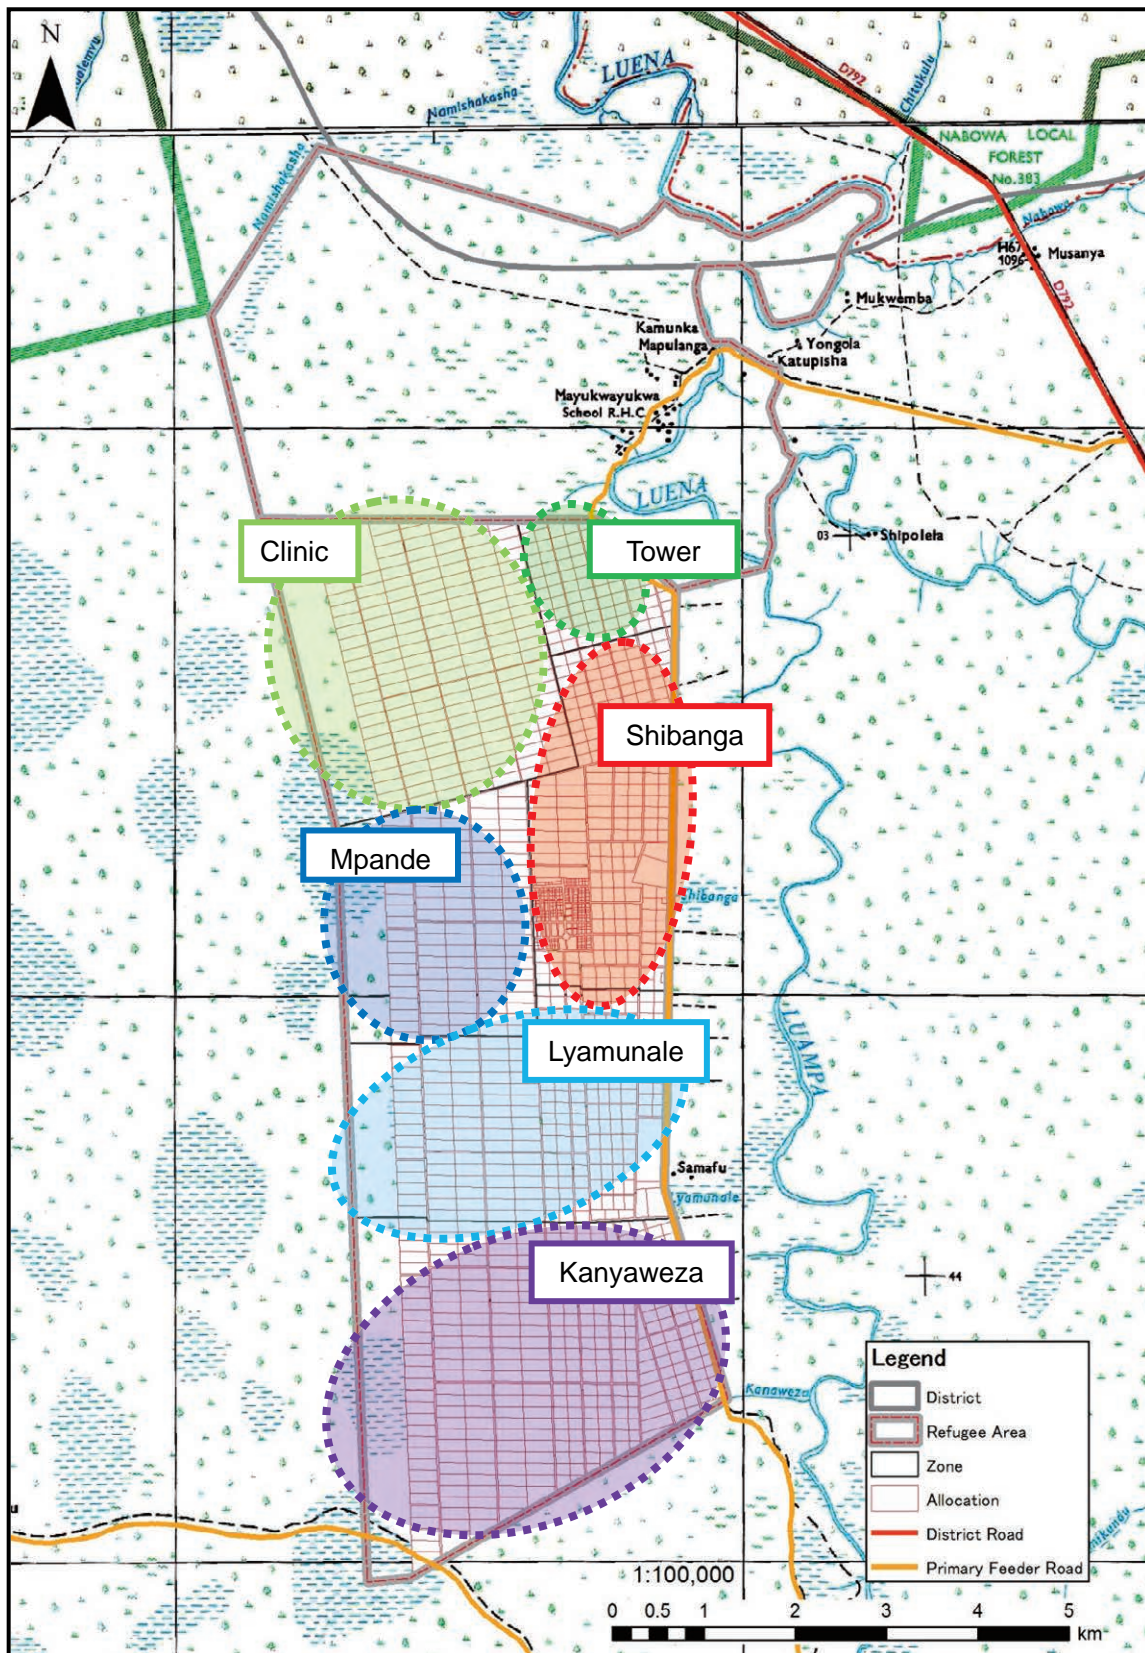 N
LUENA
Namishakasha
D797
Chitukulu
NABOWA LOCAL
FOREST
No.383
Namishakasha
Nabowa
H67
1096
Musanya
D792
Mukwemba
Kamunka
Mapulanga
Yongola
Katupisha
Mayukwayukwa
School R.H.C.
LUENA
Clinic
Tower
03
Shipolela
Shibanga
Mpande
Shibanga
Lyamunale
LUAMPA
Samafu
Lyamunale
Kanyaweza
44
Kanaweza
Legend
District
Refugee Area
Zone
Allocation
District Road
Primary Feeder Road
1:100,000
0 0.5 1 2 3 4 5
km